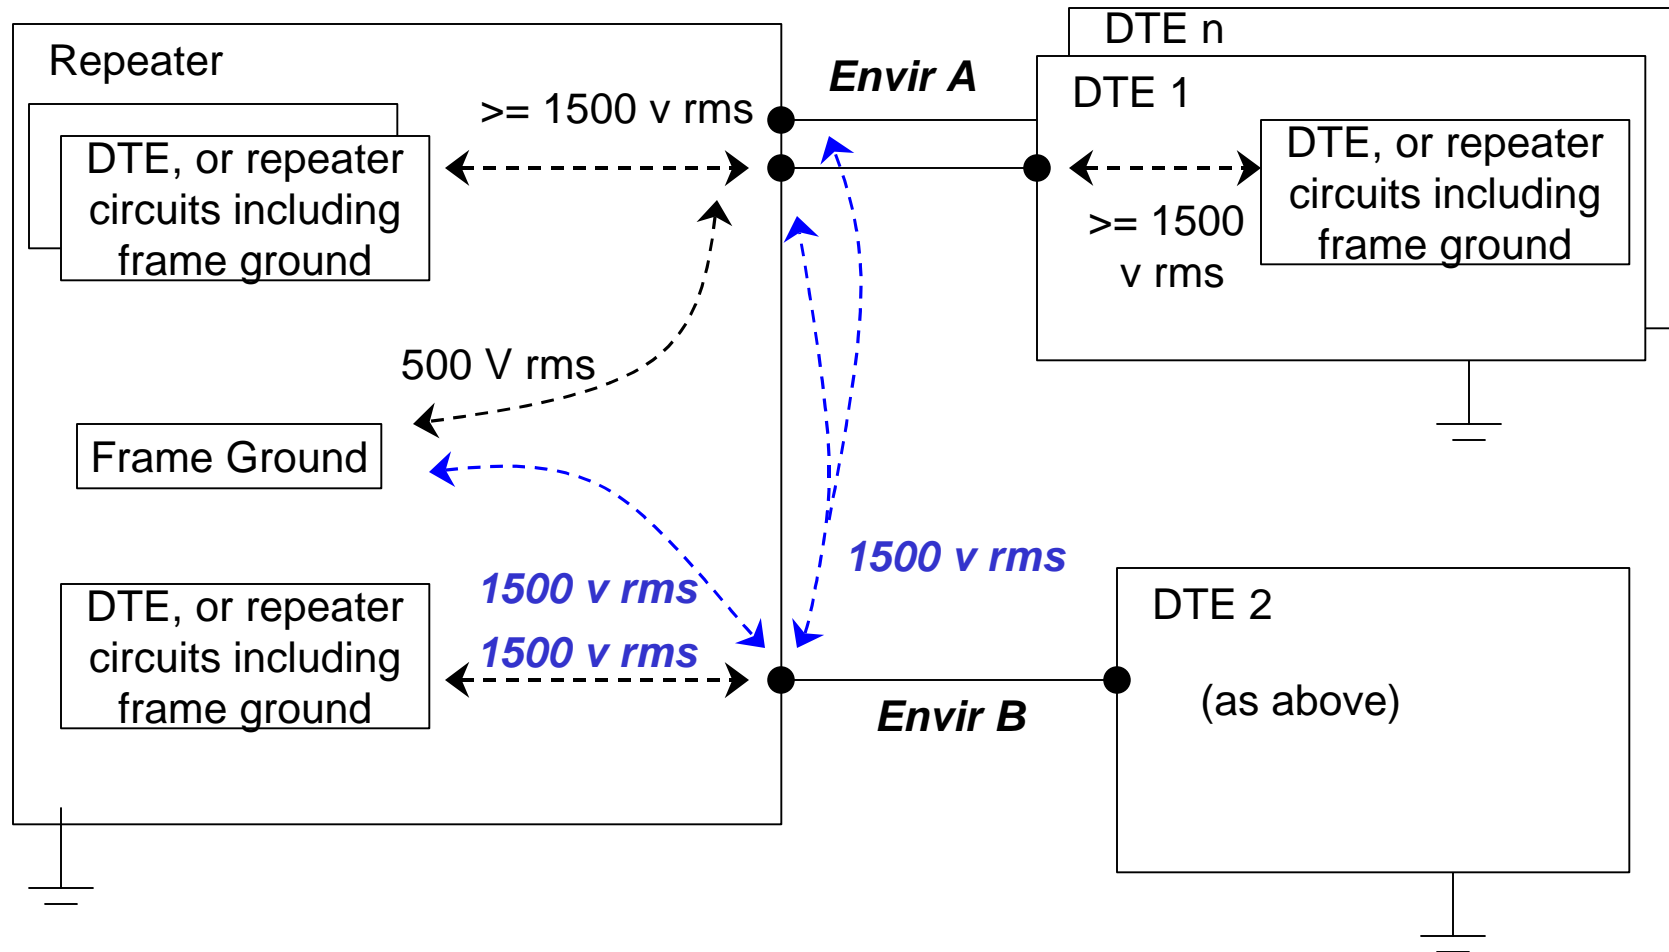 Repeater
>= 1500 v rms
DTE, or repeater
circuits including
frame ground
500 V rms
Frame Ground
1500 v rms
1500 v rms
DTE, or repeater
circuits including
frame ground
Envir A
1500 v rms
Envir B
DTE n
DTE 1
>= 1500
v rms
DTE, or repeater
circuits including
frame ground
DTE 2
(as above)